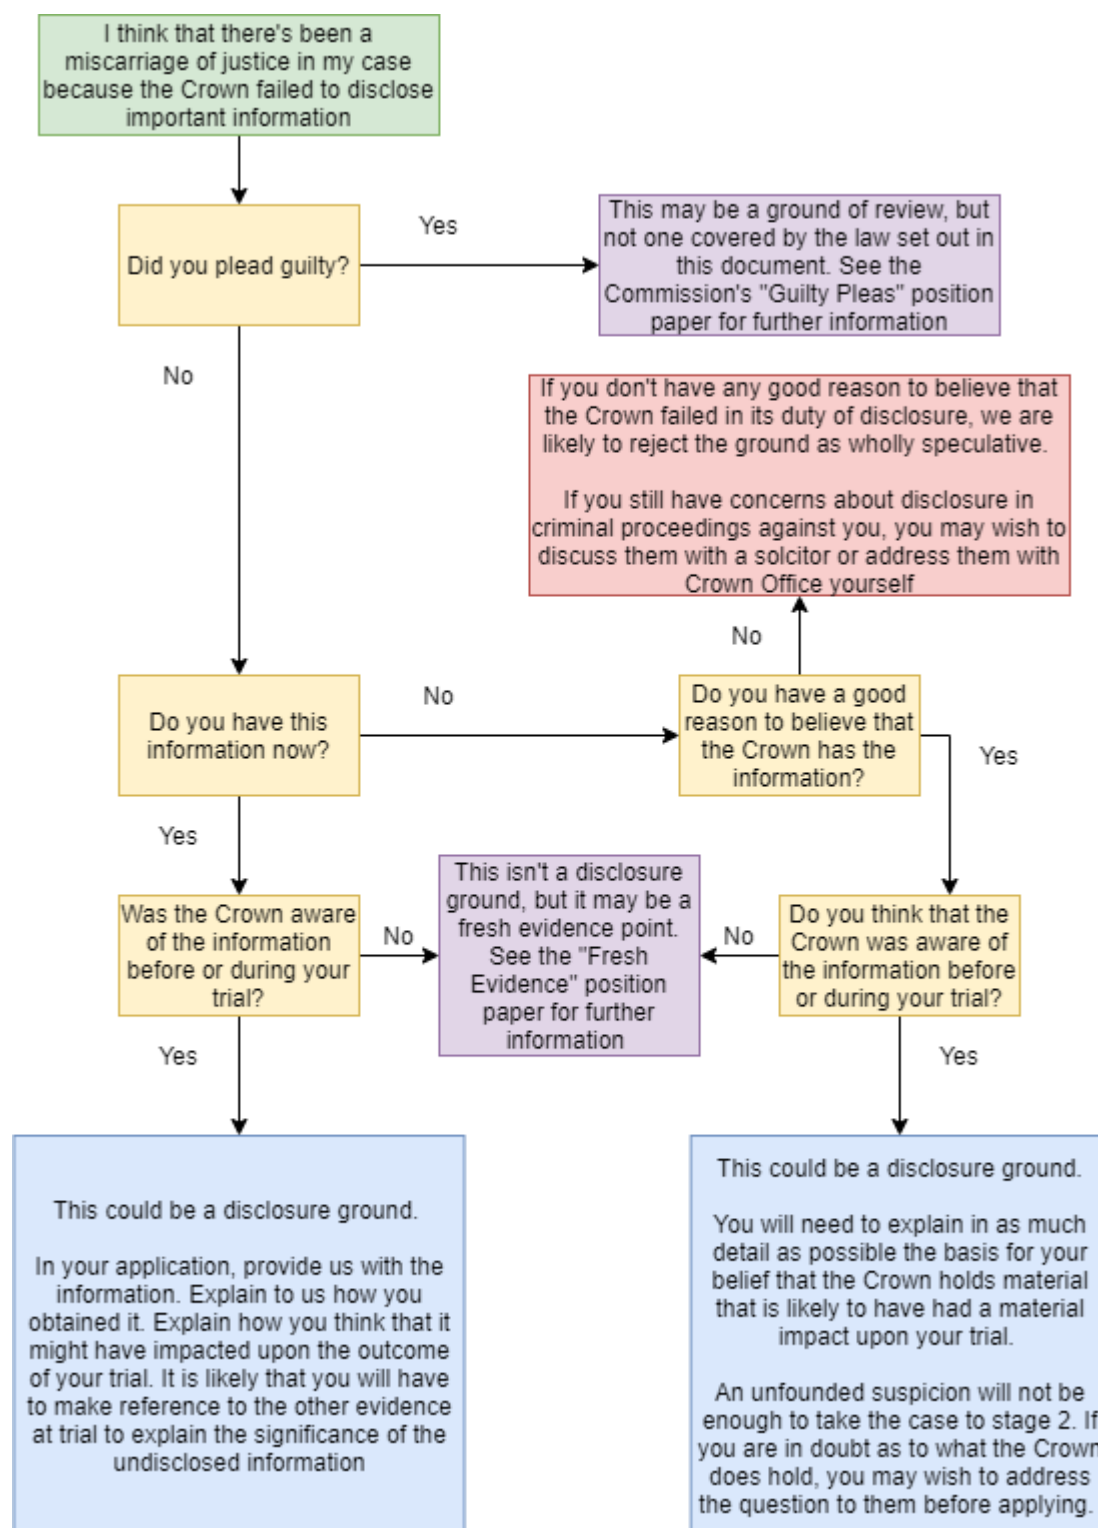 I think that there's been a
miscarriage of justice in my case
because the Crown failed to disclose
important information
Did you plead guilty?
Yes
This may be a ground of review, but
not one covered by the law set out in
this document. See the
Commission's "Guilty Pleas" position
paper for further information
No
If you don't have any good reason to believe that
the Crown failed in its duty of disclosure, we are
likely to reject the ground as wholly speculative.
If you still have concerns about disclosure in
criminal proceedings against you, you may wish to
discuss them with a solcitor or address them with
Crown Office yourself
No
Do you have this
information now?
No
Do you have a good
reason to believe that
the Crown has the
information?
Yes
Yes
Was the Crown aware
of the information
before or during your
trial?
No
This isn't a disclosure
ground, but it may be a
fresh evidence point.
See the "Fresh
Evidence" position
paper for further
information
No
Do you think that the
Crown was aware of
the information before
or during your trial?
Yes
Yes
This could be a disclosure ground.
In your application, provide us with the
information. Explain to us how you
obtained it. Explain how you think that it
might have impacted upon the outcome
of your trial. It is likely that you will have
to make reference to the other evidence
at trial to explain the significance of the
undisclosed information
This could be a disclosure ground.
You will need to explain in as much
detail as possible the basis for your
belief that the Crown holds material
that is likely to have had a material
impact upon your trial.
An unfounded suspicion will not be
enough to take the case to stage 2. If
you are in doubt as to what the Crown
does hold, you may wish to address
the question to them before applying.